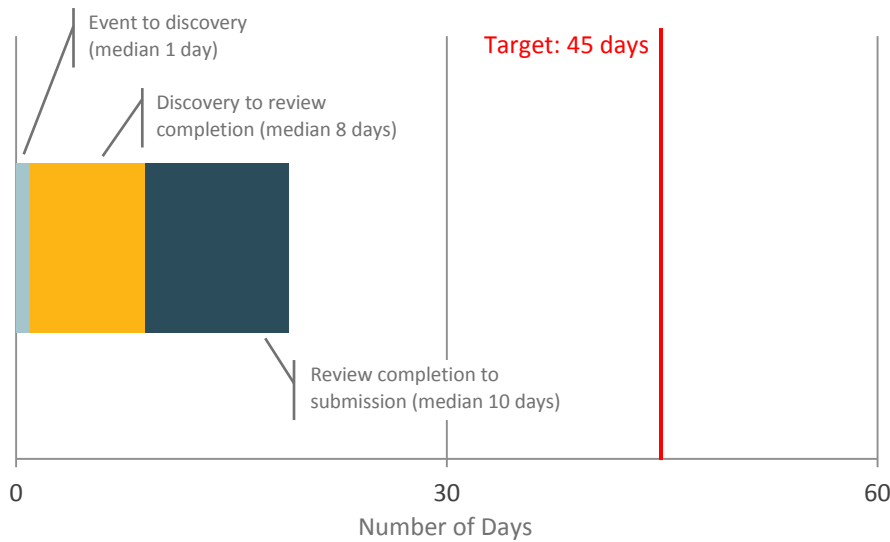 Event to discovery
(median 1 day)
Target: 45 days
Discovery to review
completion (median 8 days)
Review completion to
submission (median 10 days)
0
30
60
Number of Days